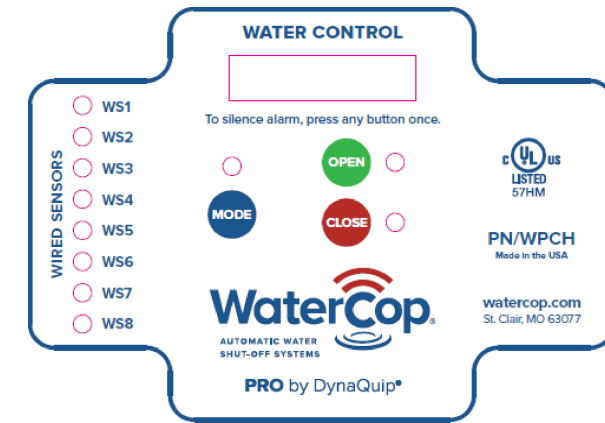 WATER CONTROL
To silence alarm, press any button once.
WIRED SENSORS
WS1
WS2
WS3
WS4
WS5
WS6
WS7
WS8
OPEN
MODE
CLOSE
WaterCop®
AUTOMATIC WATER
SHUT-OFF SYSTEMS
PRO by DynaQuip®
C UL US
LISTED
57HM
PN/WPCH
Made in the USA
watercop.com
St. Clair, MO 63077